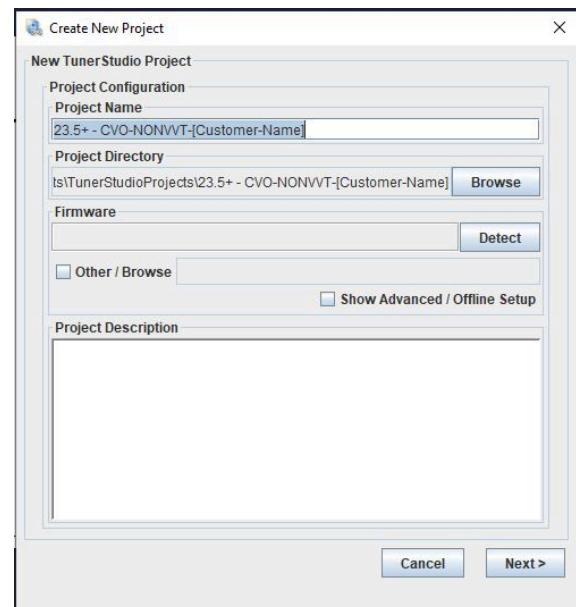 Create New Project
New TunerStudio Project
Project Configuration
Project Name
23.5+ - CVO-NONVVT-[Customer-Name]
Project Directory
ts\TunerStudioProjects\23.5+ - CVO-NONVVT-[Customer-Name] Browse
Firmware
Detect
Other / Browse
Show Advanced / Offline Setup
Project Description
Cancel Next >